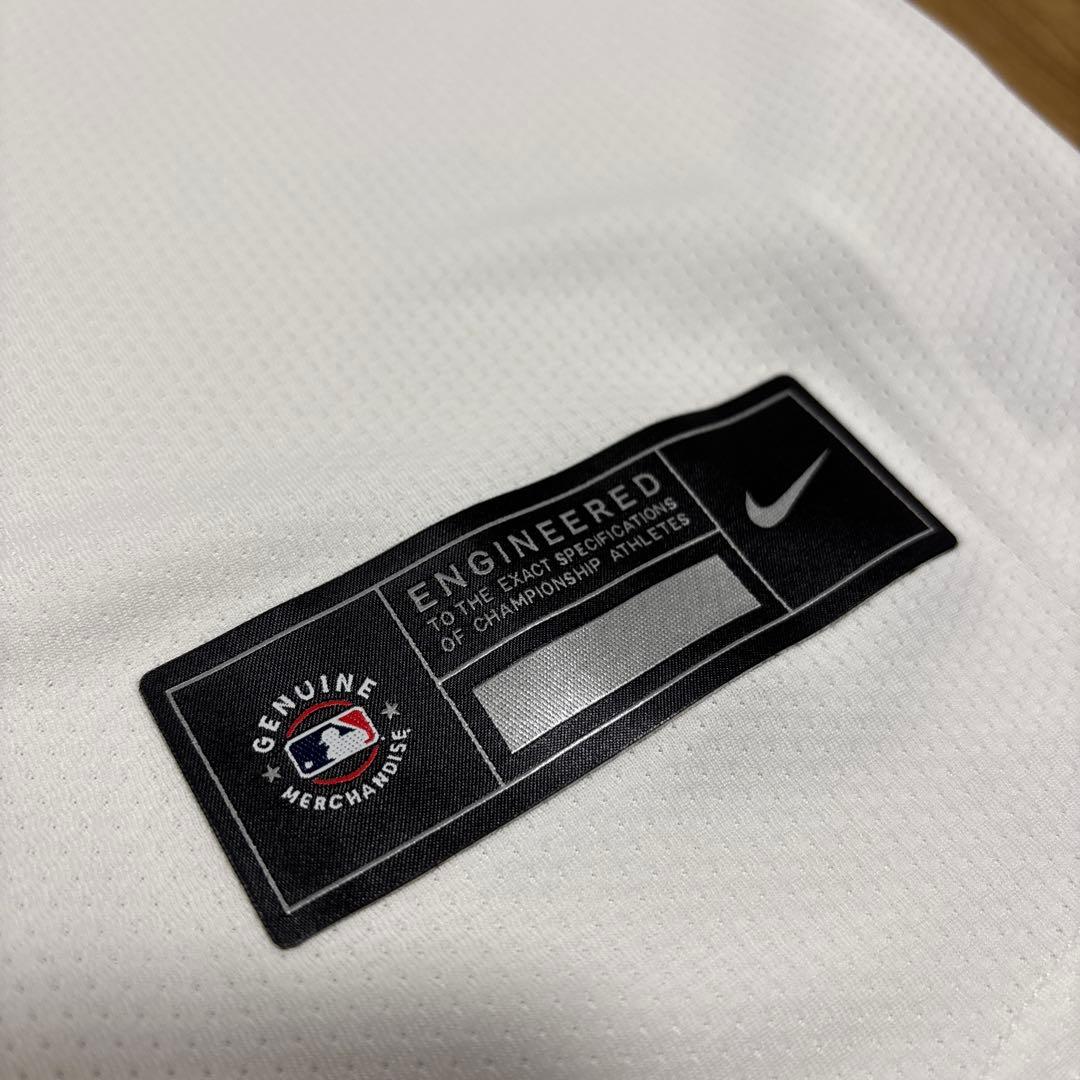 GENUINE
MERCHANDISE
ENGINEERED
TO THE EXACT SPECIFICATIONS
OF CHAMPIONSHIP ATHLETES